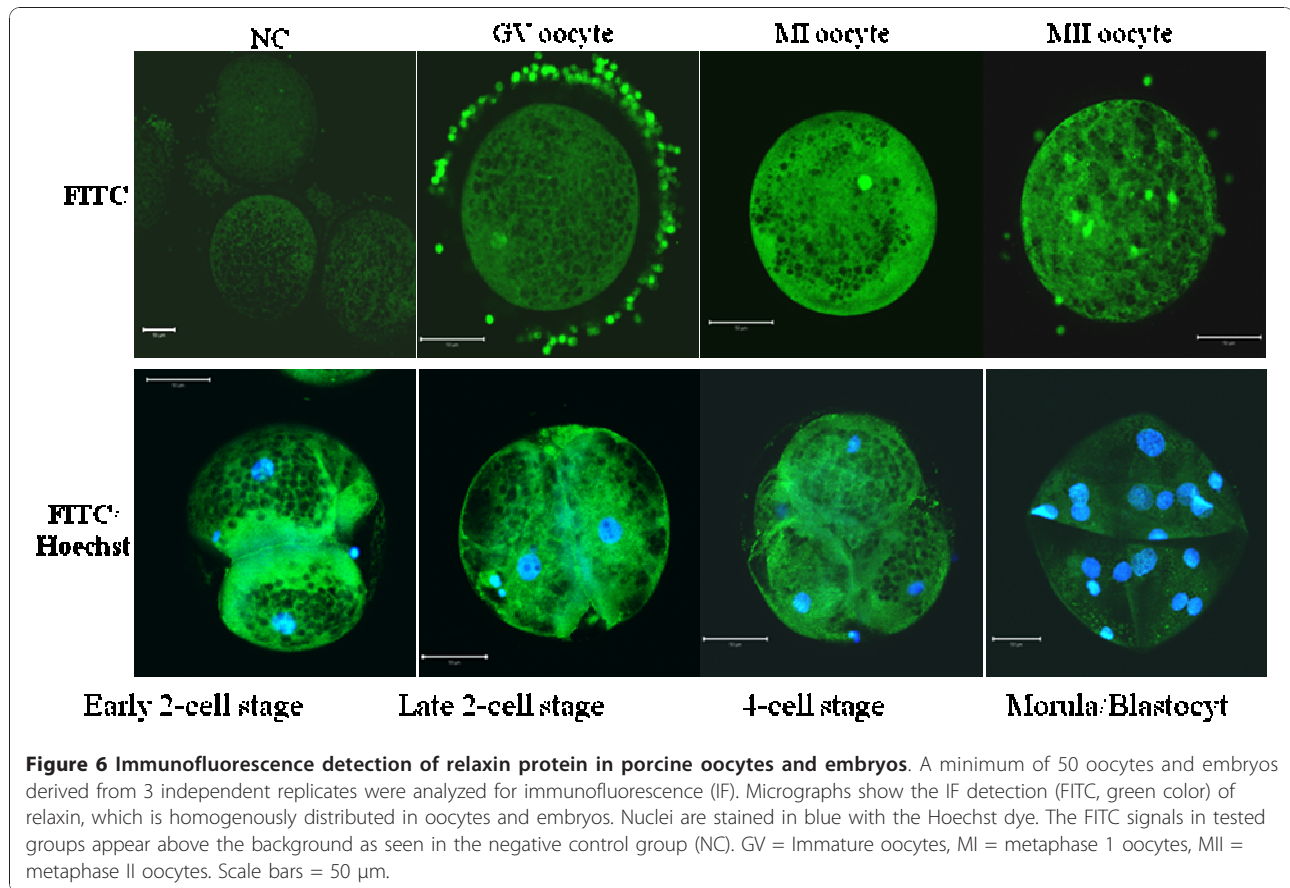 NC GV oocyte MI oocyte MII oocyte
FITC
FITC/
Hoechst
Early 2-cell stage Late 2-cell stage 4-cell stage Morula/Blastocyt
Figure 6 Immunofluorescence detection of relaxin protein in porcine oocytes and embryos. A minimum of 50 oocytes and embryos
derived from 3 independent replicates were analyzed for immunofluorescence (IF). Micrographs show the IF detection (FITC, green color) of
relaxin, which is homogenously distributed in oocytes and embryos. Nuclei are stained in blue with the Hoechst dye. The FITC signals in tested
groups appear above the background as seen in the negative control group (NC). GV = Immature oocytes, MI = metaphase 1 oocytes, MII =
metaphase II oocytes. Scale bars = 50 μm.